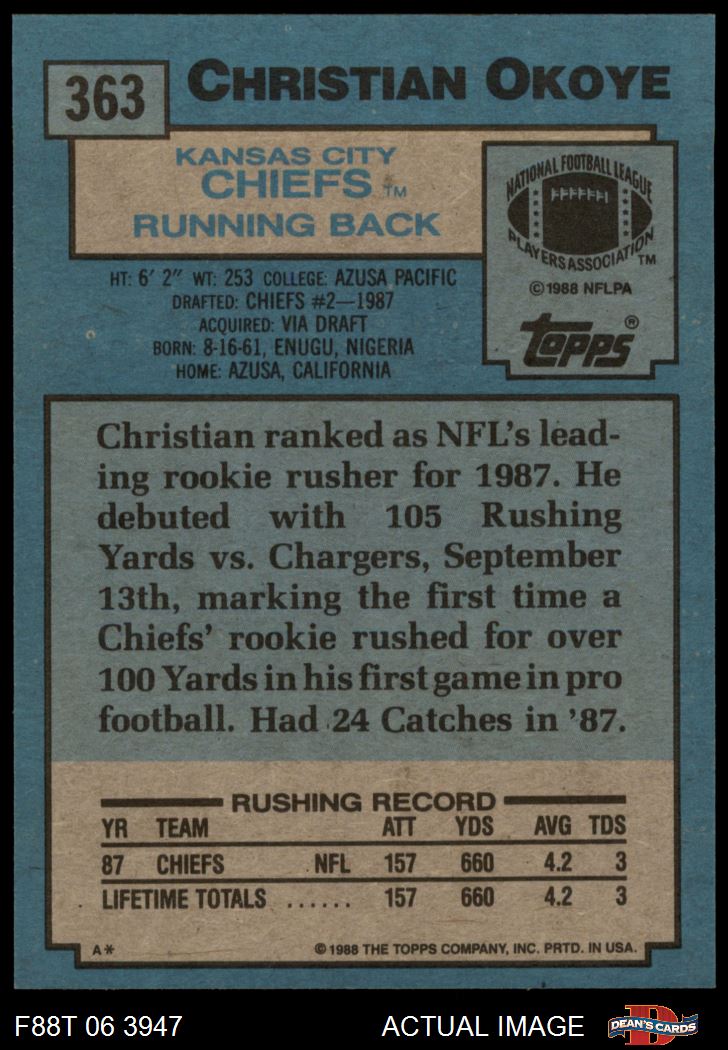 363
CHRISTIAN OKOYE
KANSAS CITY
CHIEFS TM
RUNNING BACK
NATIONAL FOOTBALL LEAGUE
PLAYERS ASSOCIATION TM
©1988 NFLPA
topps®
HT: 6' 2" WT: 253 COLLEGE: AZUSA PACIFIC
DRAFTED: CHIEFS #2—1987
ACQUIRED: VIA DRAFT
BORN: 8-16-61, ENUGU, NIGERIA
HOME: AZUSA, CALIFORNIA
Christian ranked as NFL's lead-
ing rookie rusher for 1987. He
debuted with 105 Rushing
Yards vs. Chargers, September
13th, marking the first time a
Chiefs' rookie rushed for over
100 Yards in his first game in pro
football. Had 24 Catches in '87.
RUSHING RECORD
YR TEAM ATT YDS AVG TDS
87 CHIEFS NFL 157 660 4.2 3
LIFETIME TOTALS ...... 157 660 4.2 3
A* ©1988 THE TOPPS COMPANY, INC. PRTD. IN USA.
F88T 06 3947 ACTUAL IMAGE D DEAN'S CARDS